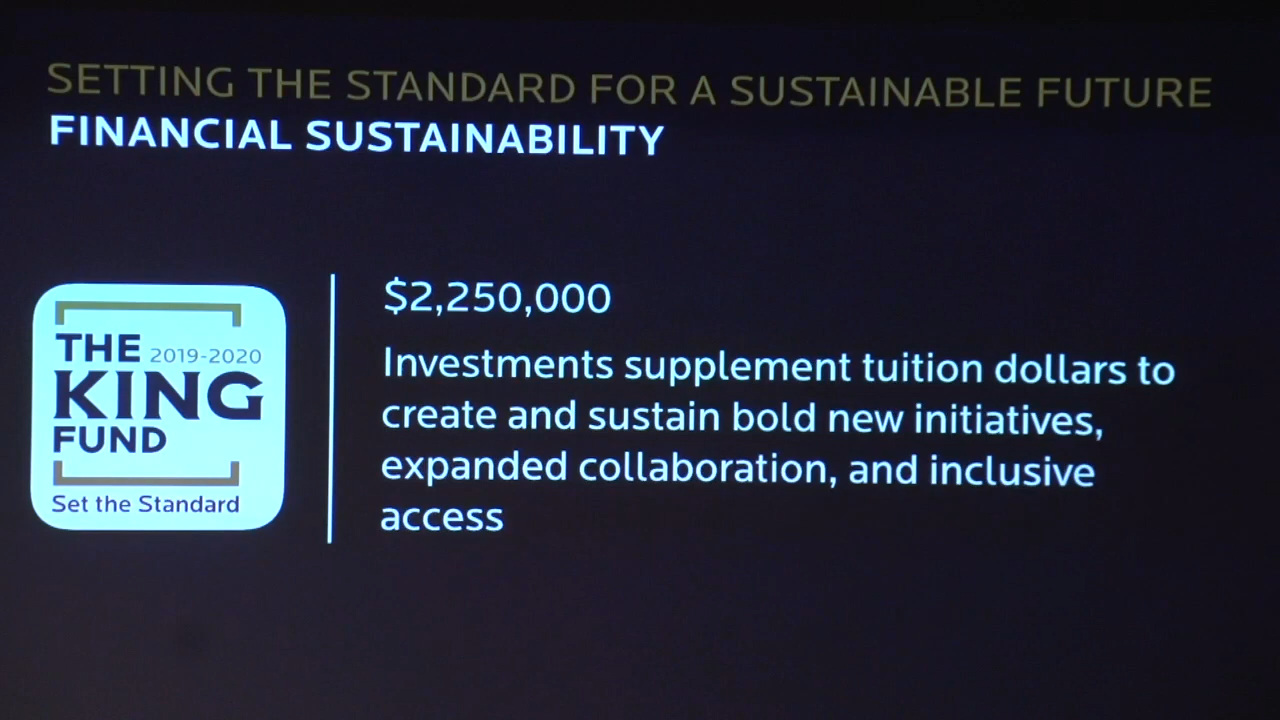 SETTING THE STANDARD FOR A SUSTAINABLE FUTURE
FINANCIAL SUSTAINABILITY
THE 2019-2020
KING
FUND
Set the Standard
$2,250,000
Investments supplement tuition dollars to
create and sustain bold new initiatives,
expanded collaboration, and inclusive
access